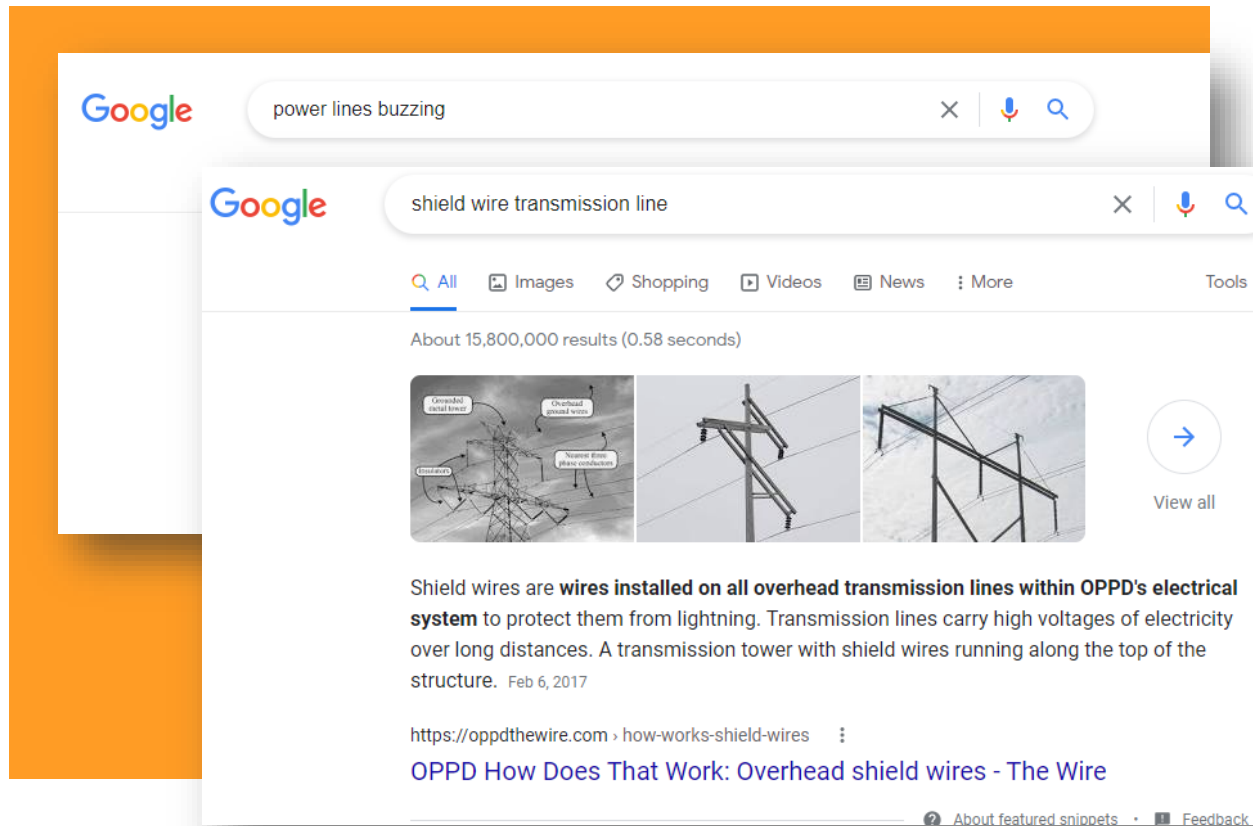 Google
power lines buzzing
Google
shield wire transmission line
All Images Shopping Videos News More Tools
About 15,800,000 results (0.58 seconds)
Grounded metal tower
Overhead ground wires
Insulators
Nearest three phase conductors
View all
Shield wires are wires installed on all overhead transmission lines within OPPD's electrical
system to protect them from lightning. Transmission lines carry high voltages of electricity
over long distances. A transmission tower with shield wires running along the top of the
structure. Feb 6, 2017
https://oppdthewire.com › how-works-shield-wires
OPPD How Does That Work: Overhead shield wires - The Wire
About featured snippets • Feedback